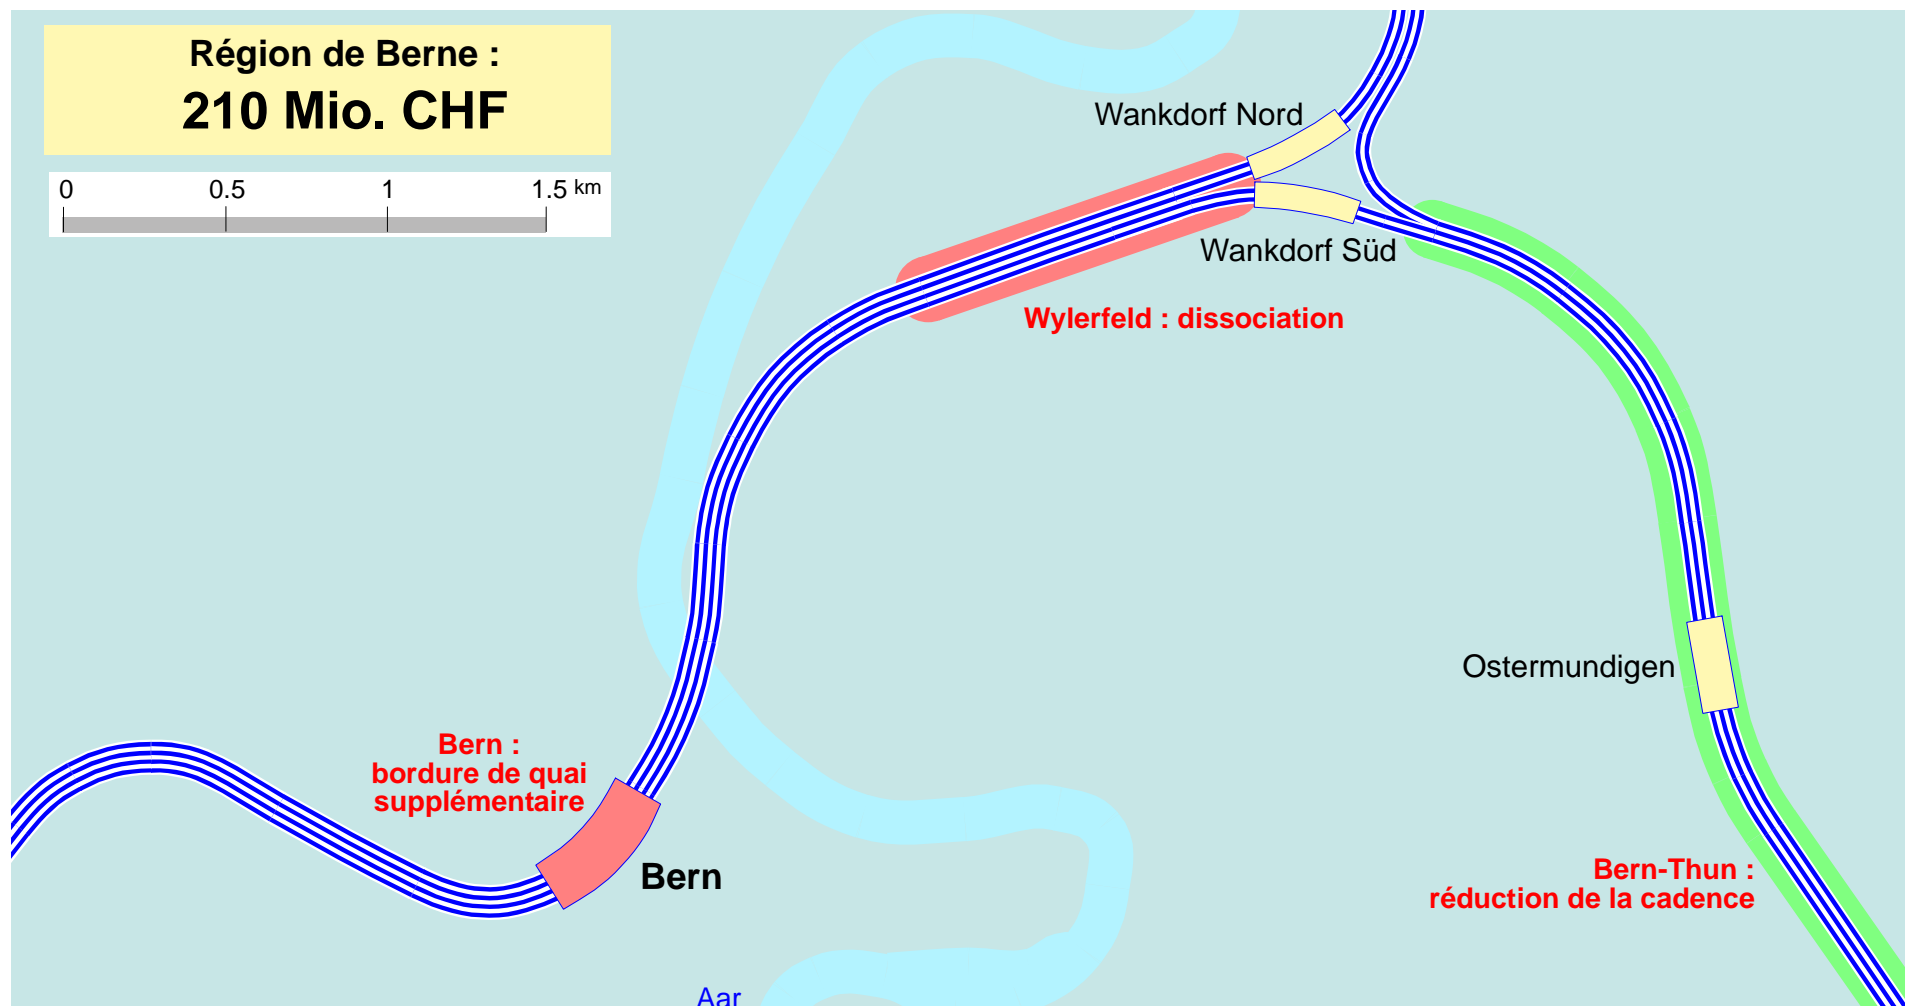 Région de Berne :
210 Mio. CHF
0 0.5 1 1.5 km
Wankdorf Nord
Wankdorf Süd
Wylerfeld : dissociation
Ostermundigen
Bern :
bordure de quai
supplémentaire
Bern
Bern-Thun :
réduction de la cadence
Aar